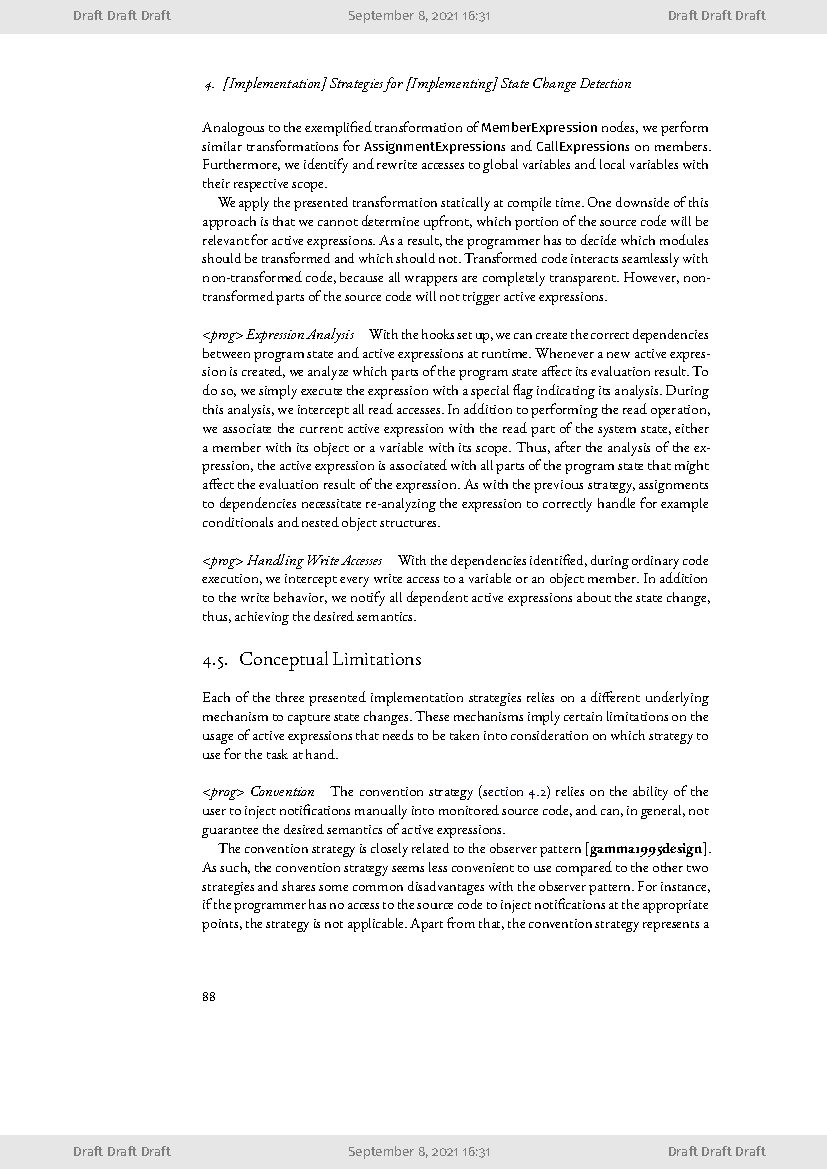 Draft Draft Draft September 8, 2021 16:31 Draft Draft Draft
4. [Implementation] Strategies for [Implementing] State Change Detection
Analogous to the exemplified transformation of MemberExpression nodes, we perform
similar transformations for AssignmentExpressions and CallExpressions on members.
Furthermore, we identify and rewrite accesses to global variables and local variables with
their respective scope.
We apply the presented transformation statically at compile time. One downside of this
approach is that we cannot determine upfront, which portion of the source code will be
relevant for active expressions. As a result, the programmer has to decide which modules
should be transformed and which should not. Transformed code interacts seamlessly with
non-transformed code, because all wrappers are completely transparent. However, non-
transformed parts of the source code will not trigger active expressions.
<prog> Expression Analysis With the hooks set up, we can create the correct dependencies
between program state and active expressions at runtime. Whenever a new active expres-
sion is created, we analyze which parts of the program state affect its evaluation result. To
do so, we simply execute the expression with a special flag indicating its analysis. During
this analysis, we intercept all read accesses. In addition to performing the read operation,
we associate the current active expression with the read part of the system state, either
a member with its object or a variable with its scope. Thus, after the analysis of the ex-
pression, the active expression is associated with all parts of the program state that might
affect the evaluation result of the expression. As with the previous strategy, assignments
to dependencies necessitate re-analyzing the expression to correctly handle for example
conditionals and nested object structures.
<prog> Handling Write Accesses With the dependencies identified, during ordinary code
execution, we intercept every write access to a variable or an object member. In addition
to the write behavior, we notify all dependent active expressions about the state change,
thus, achieving the desired semantics.
4.5. Conceptual Limitations
Each of the three presented implementation strategies relies on a different underlying
mechanism to capture state changes. These mechanisms imply certain limitations on the
usage of active expressions that needs to be taken into consideration on which strategy to
use for the task at hand.
<prog> Convention The convention strategy (section 4.2) relies on the ability of the
user to inject notifications manually into monitored source code, and can, in general, not
guarantee the desired semantics of active expressions.
The convention strategy is closely related to the observer pattern [gamma1995design].
As such, the convention strategy seems less convenient to use compared to the other two
strategies and shares some common disadvantages with the observer pattern. For instance,
if the programmer has no access to the source code to inject notifications at the appropriate
points, the strategy is not applicable. Apart from that, the convention strategy represents a
88
Draft Draft Draft September 8, 2021 16:31 Draft Draft Draft